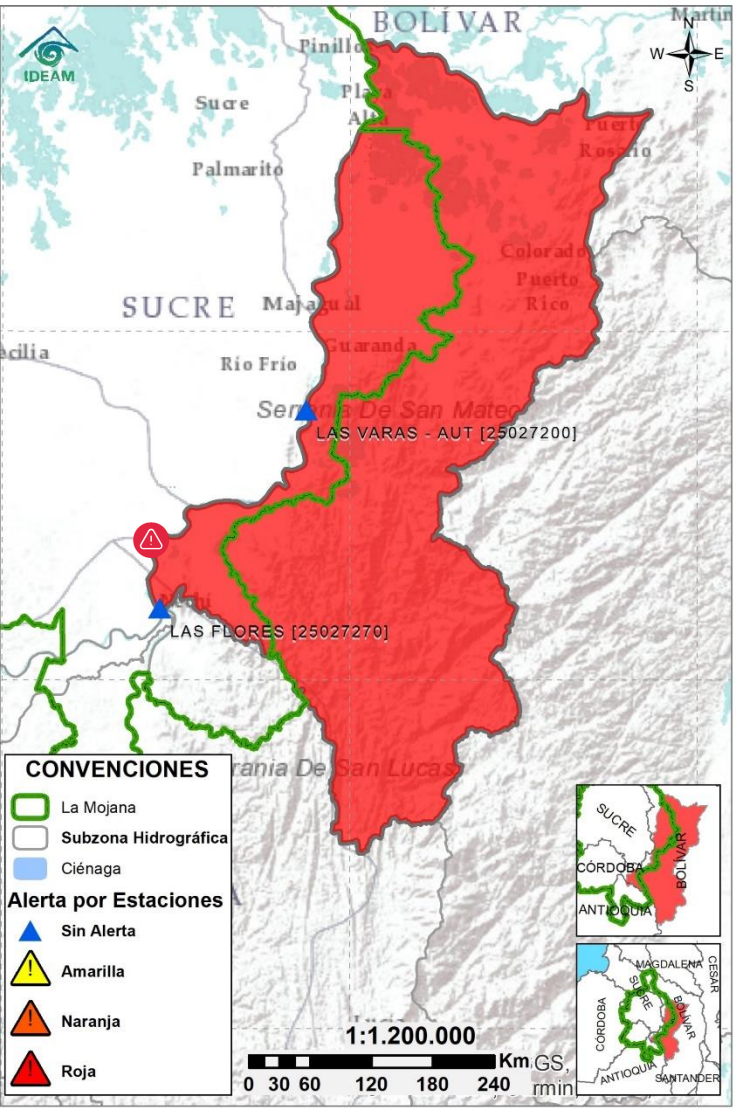 BOLÍVAR
N
W
E
S
IDEAM
Pinillo
Sucre
Playa
Alta
Puerto
Rosario
Palmarito
Colorado
Puerto
Rico
SUCRE
Majagual
Guaranda
ecilia
Río Frío
Serranía De San Mateo
LAS VARAS - AUT [25027200]
LAS FLORES [25027270]
rania De San Lucas
CONVENCIONES
La Mojana
Subzona Hidrográfica
Ciénaga
Alerta por Estaciones
Sin Alerta
Amarilla
Naranja
Roja
SUCRE
CÓRDOBA
BOLÍVAR
ANTIOQUIA
MAGDALENA
CESAR
SUCRE
BOLÍVAR
CÓRDOBA
ANTIOQUIA
SANTANDER
1:1.200.000
Km
GS,
0 30 60 120 180 240
rmin